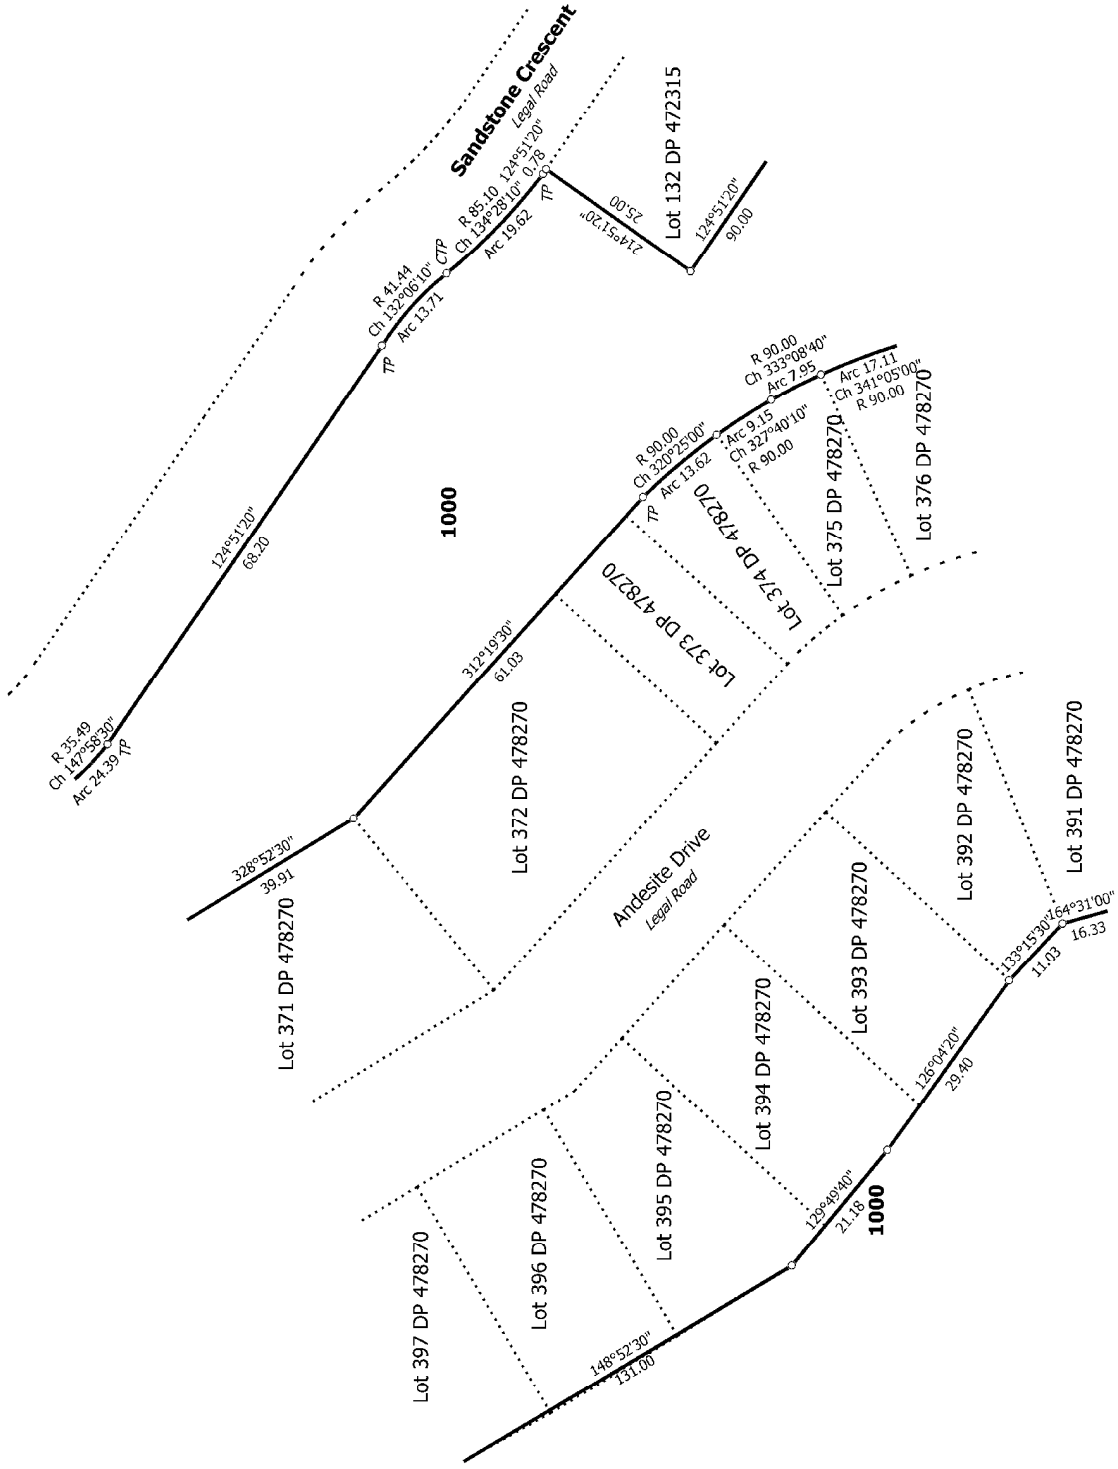 Sandstone Crescent
Legal Road
124°51'20"
0.78
TP
R 85.10
Ch 134°28'10"
Arc 19.62
CTP
R 41.44
Ch 132°06'10"
Arc 13.71
TP
Lot 132 DP 472315
214°51'20"
25.00
124°51'20"
90.00
124°51'20"
68.20
R 35.49
Ch 147°58'30"
Arc 24.39
TP
1000
R 90.00
Ch 333°08'40"
Arc 7.95
Arc 17.11
Ch 341°05'00"
R 90.00
Arc 9.15
Ch 327°40'10"
R 90.00
R 90.00
Ch 320°25'00"
Arc 13.62
TP
Lot 376 DP 478270
Lot 375 DP 478270
Lot 374 DP 478270
Lot 373 DP 478270
312°19'30"
61.03
Lot 372 DP 478270
328°52'30"
39.91
Lot 371 DP 478270
Andesite Drive
Legal Road
Lot 391 DP 478270
Lot 392 DP 478270
Lot 393 DP 478270
Lot 394 DP 478270
Lot 395 DP 478270
Lot 396 DP 478270
Lot 397 DP 478270
164°31'00"
16.33
133°15'30"
11.03
126°04'20"
29.40
129°49'40"
21.18
1000
148°52'30"
131.00